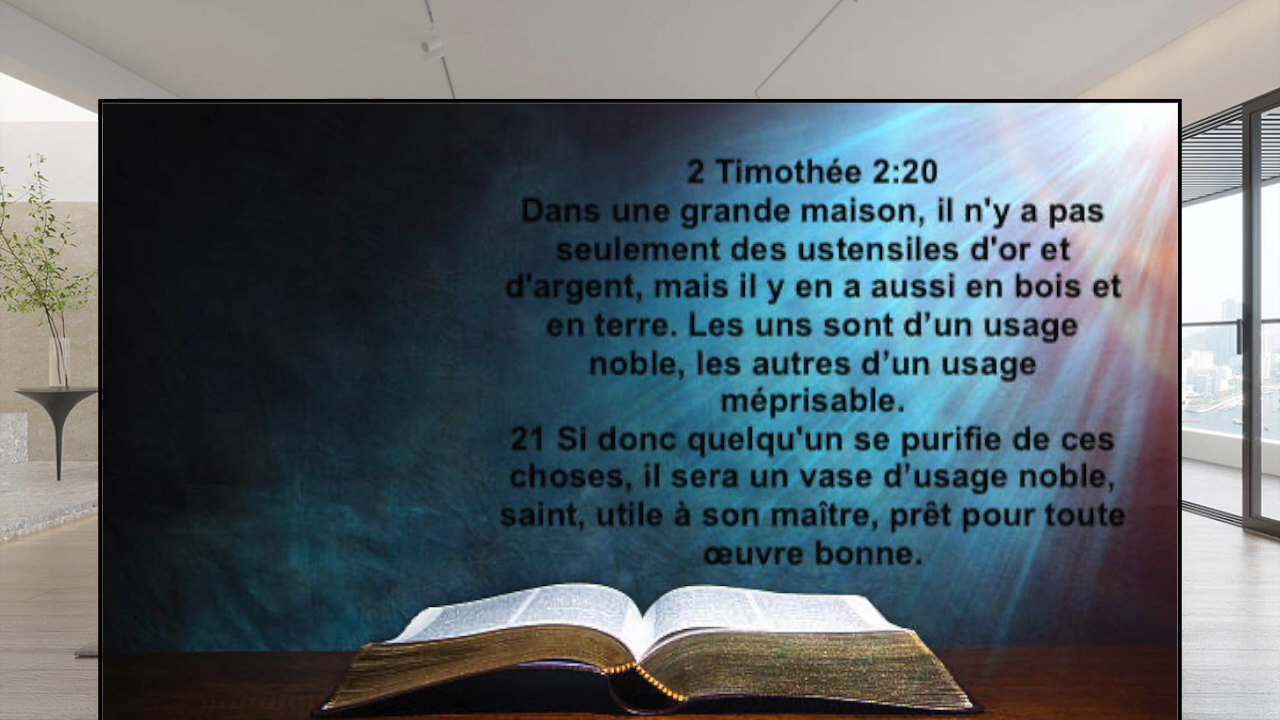 2 Timothée 2:20
Dans une grande maison, il n'y a pas
seulement des ustensiles d'or et
d'argent, mais il y en a aussi en bois et
en terre. Les uns sont d’un usage
noble, les autres d’un usage
méprisable.
21 Si donc quelqu'un se purifie de ces
choses, il sera un vase d’usage noble,
saint, utile à son maître, prêt pour toute
œuvre bonne.